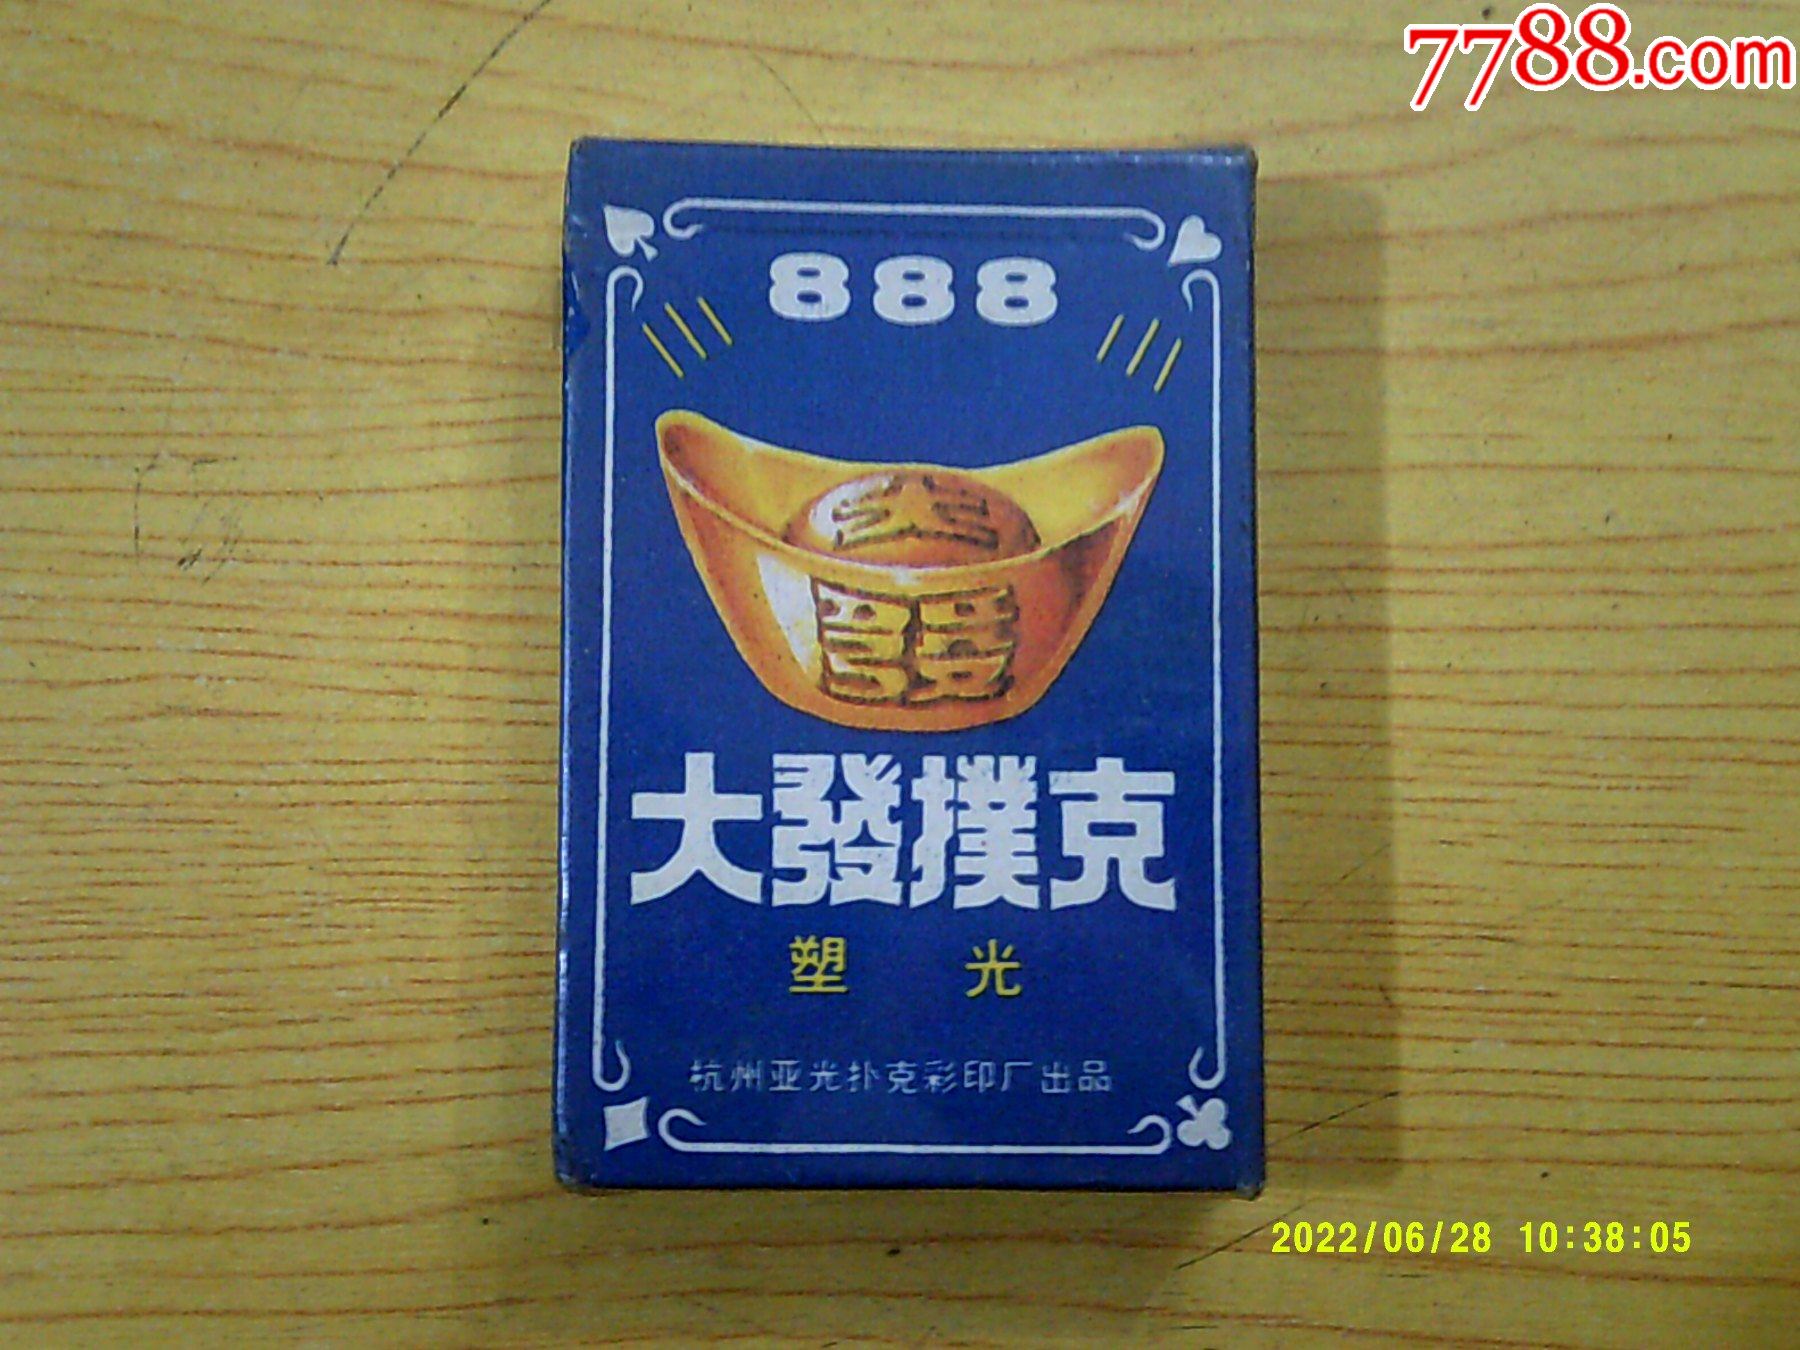 7788.com
888
大發撲克
塑 光
杭州亚光扑克彩印厂出品
2022/06/28 10:38:05